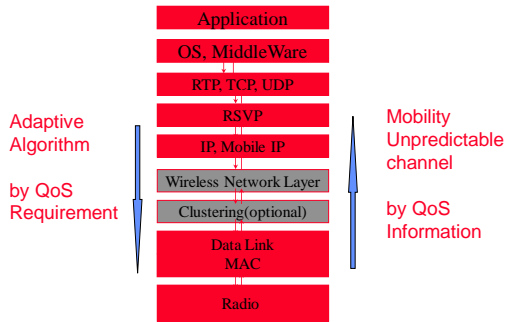 Application
OS, MiddleWare
RTP, TCP, UDP
RSVP
IP, Mobile IP
Wireless Network Layer
Clustering(optional)
Data Link
MAC
Radio
Adaptive
Algorithm
by QoS
Requirement
Mobility
Unpredictable
channel
by QoS
Information